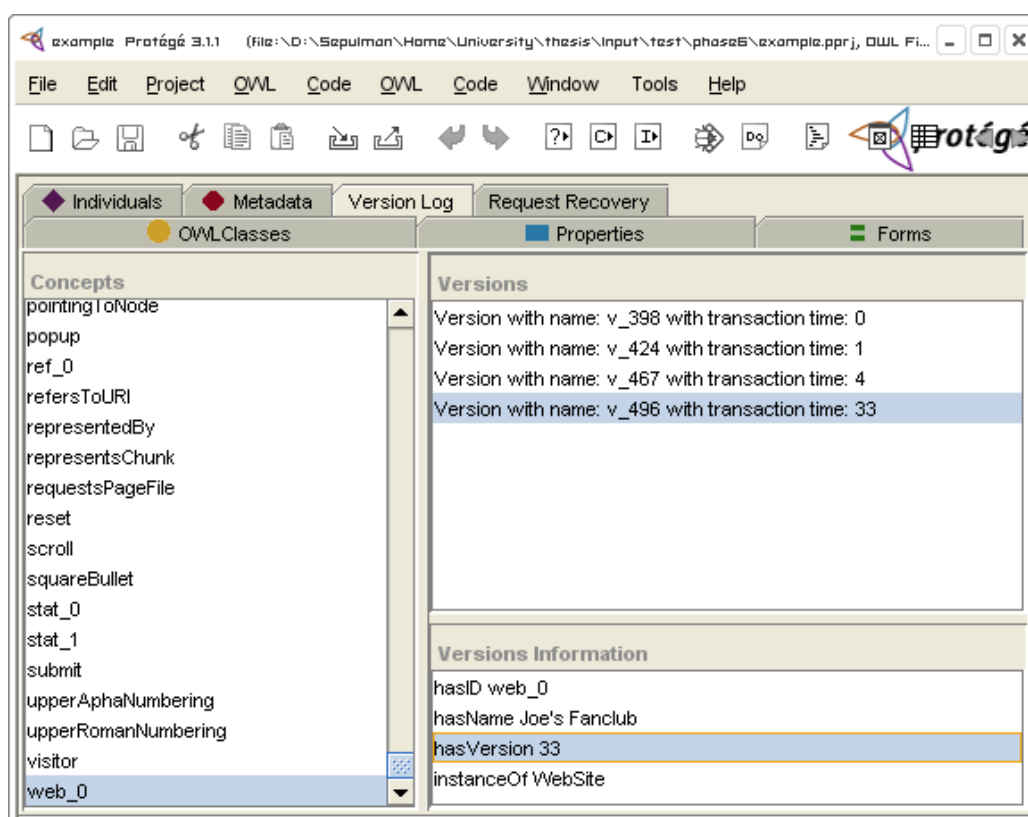 example Protégé 3.1.1 (file:\D:\Sepulman\Home\University\thesis\Input\test\phase6\example.pprj, OWL Fi...
File Edit Project OWL Code OWL Code Window Tools Help
?
C
I
DQ
protégé
Individuals Metadata Version Log Request Recovery
OWLClasses Properties Forms
Concepts
pointingToNode
popup
ref_0
refersToURI
representedBy
representsChunk
requestsPageFile
reset
scroll
squareBullet
stat_0
stat_1
submit
upperAphaNumbering
upperRomanNumbering
visitor
web_0
Versions
Version with name: v_398 with transaction time: 0
Version with name: v_424 with transaction time: 1
Version with name: v_467 with transaction time: 4
Version with name: v_496 with transaction time: 33
Versions Information
hasID web_0
hasName Joe's Fanclub
hasVersion 33
instanceOf WebSite